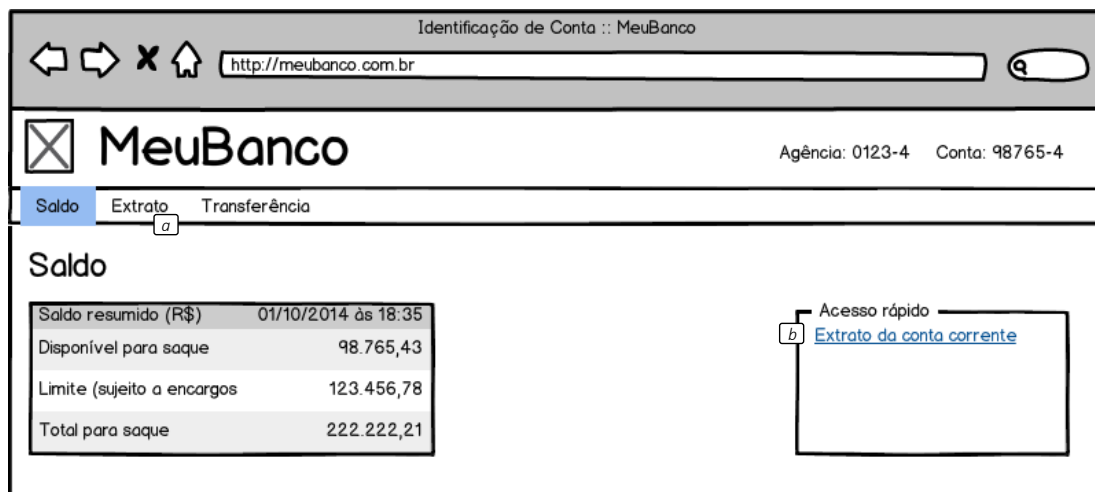 Identificação de Conta :: MeuBanco
http://meubanco.com.br
MeuBanco
Agência: 0123-4 Conta: 98765-4
Saldo Extrato Transferência
a
Saldo
Saldo resumido (R$) 01/10/2014 às 18:35
Disponível para saque 98.765,43
Limite (sujeito a encargos 123.456,78
Total para saque 222.222,21
Acesso rápido
b Extrato da conta corrente